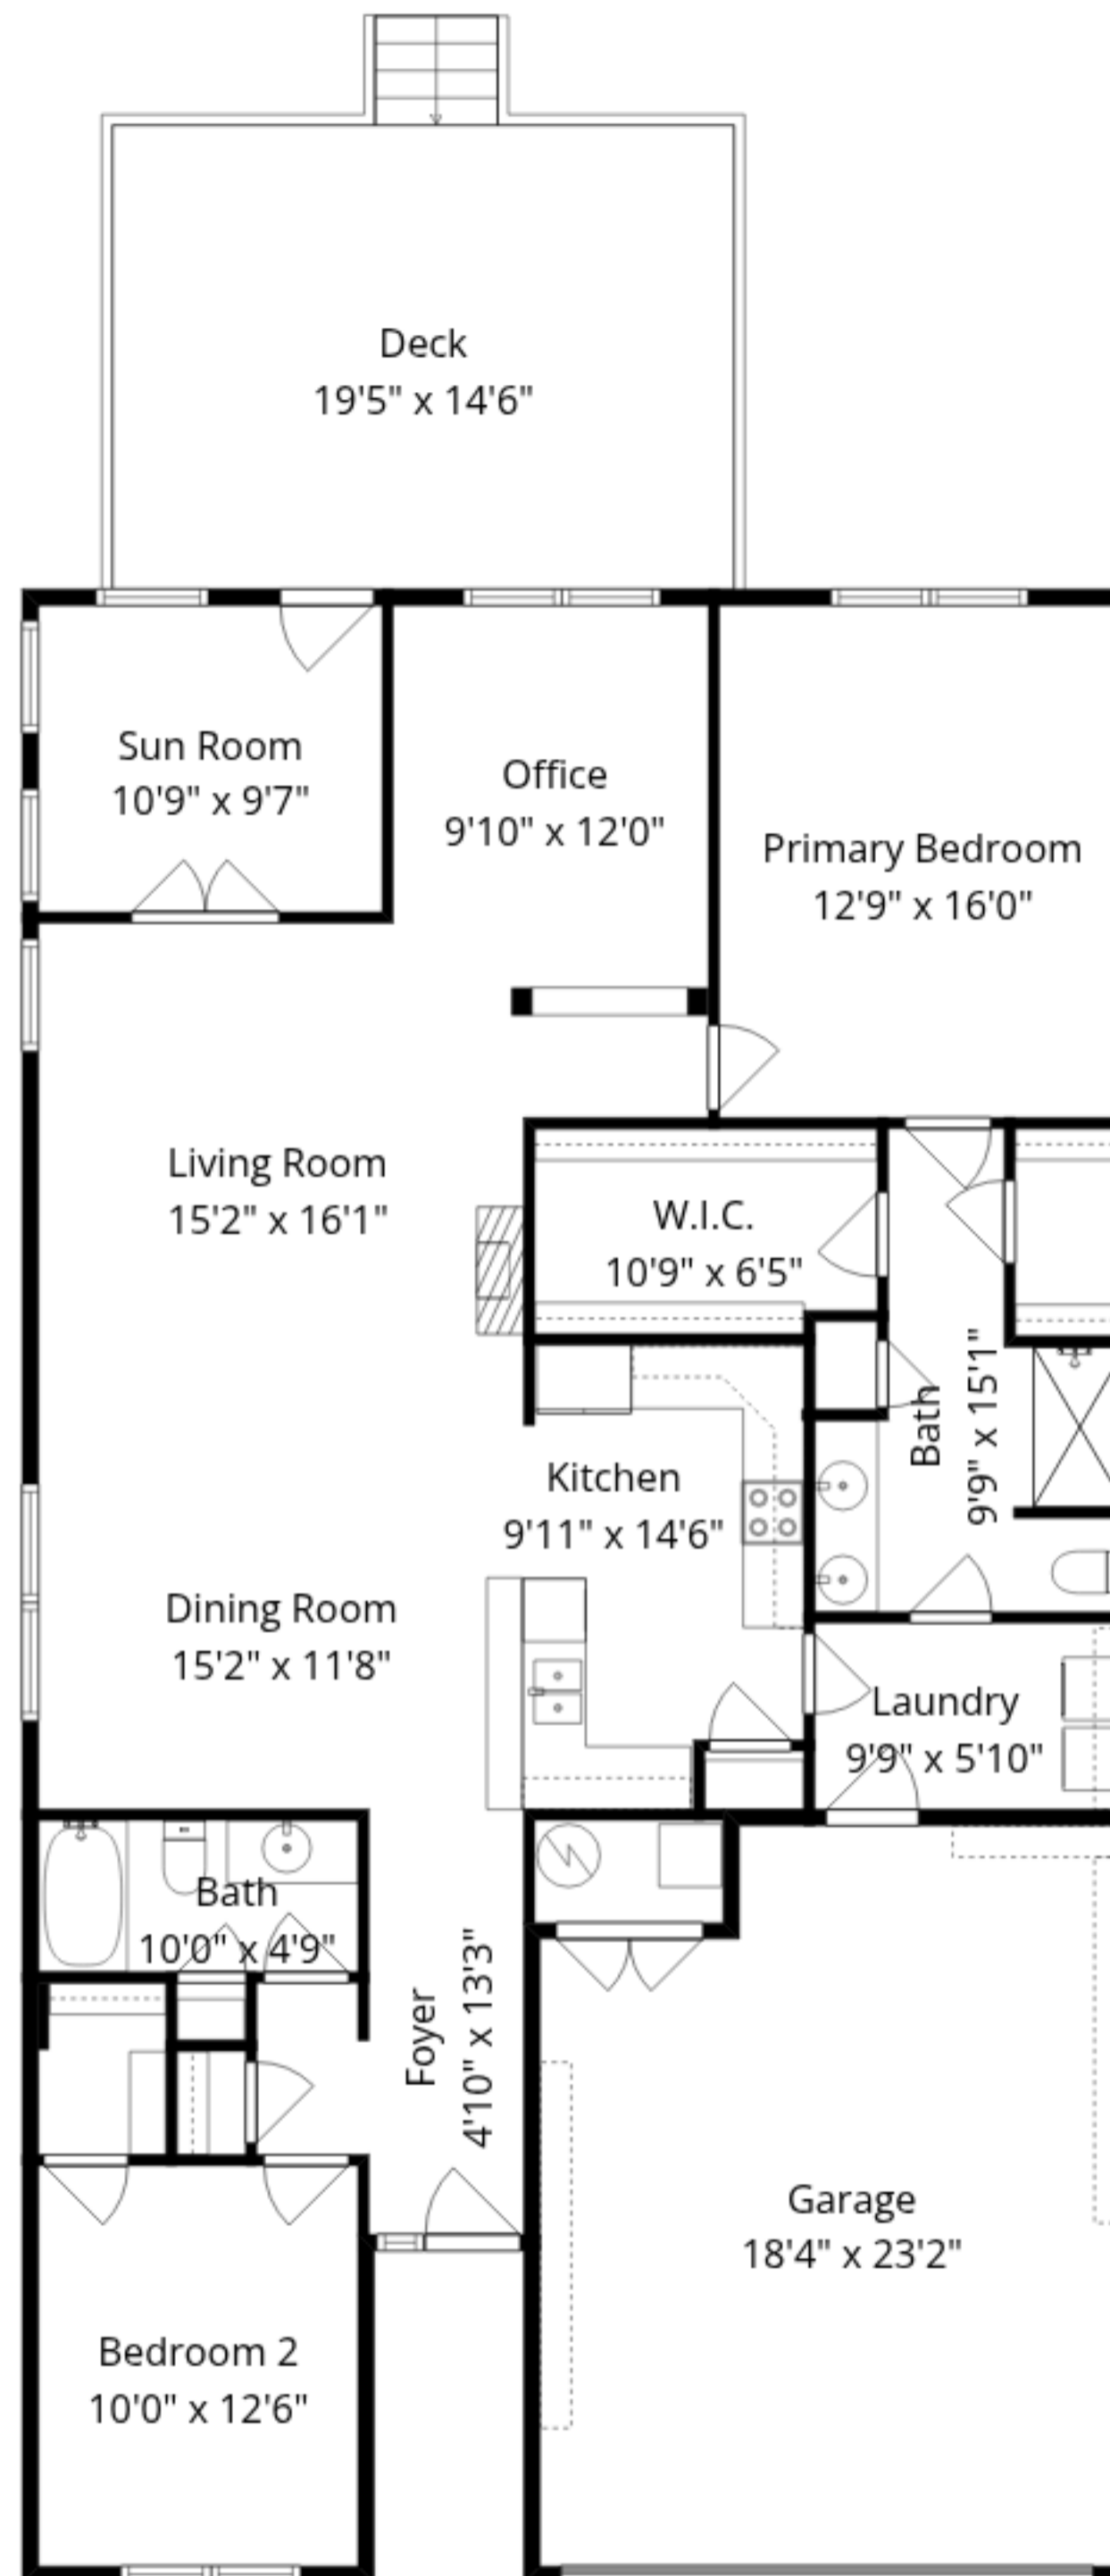 Deck
19'5" x 14'6"
Sun Room
10'9" x 9'7"
Office
9'10" x 12'0"
Primary Bedroom
12'9" x 16'0"
Living Room
15'2" x 16'1"
W.I.C.
10'9" x 6'5"
Bath
9'9" x 15'1"
Kitchen
9'11" x 14'6"
Dining Room
15'2" x 11'8"
Laundry
9'9" x 5'10"
Bath
10'0" x 4'9"
Foyer
4'10" x 13'3"
Garage
18'4" x 23'2"
Bedroom 2
10'0" x 12'6"